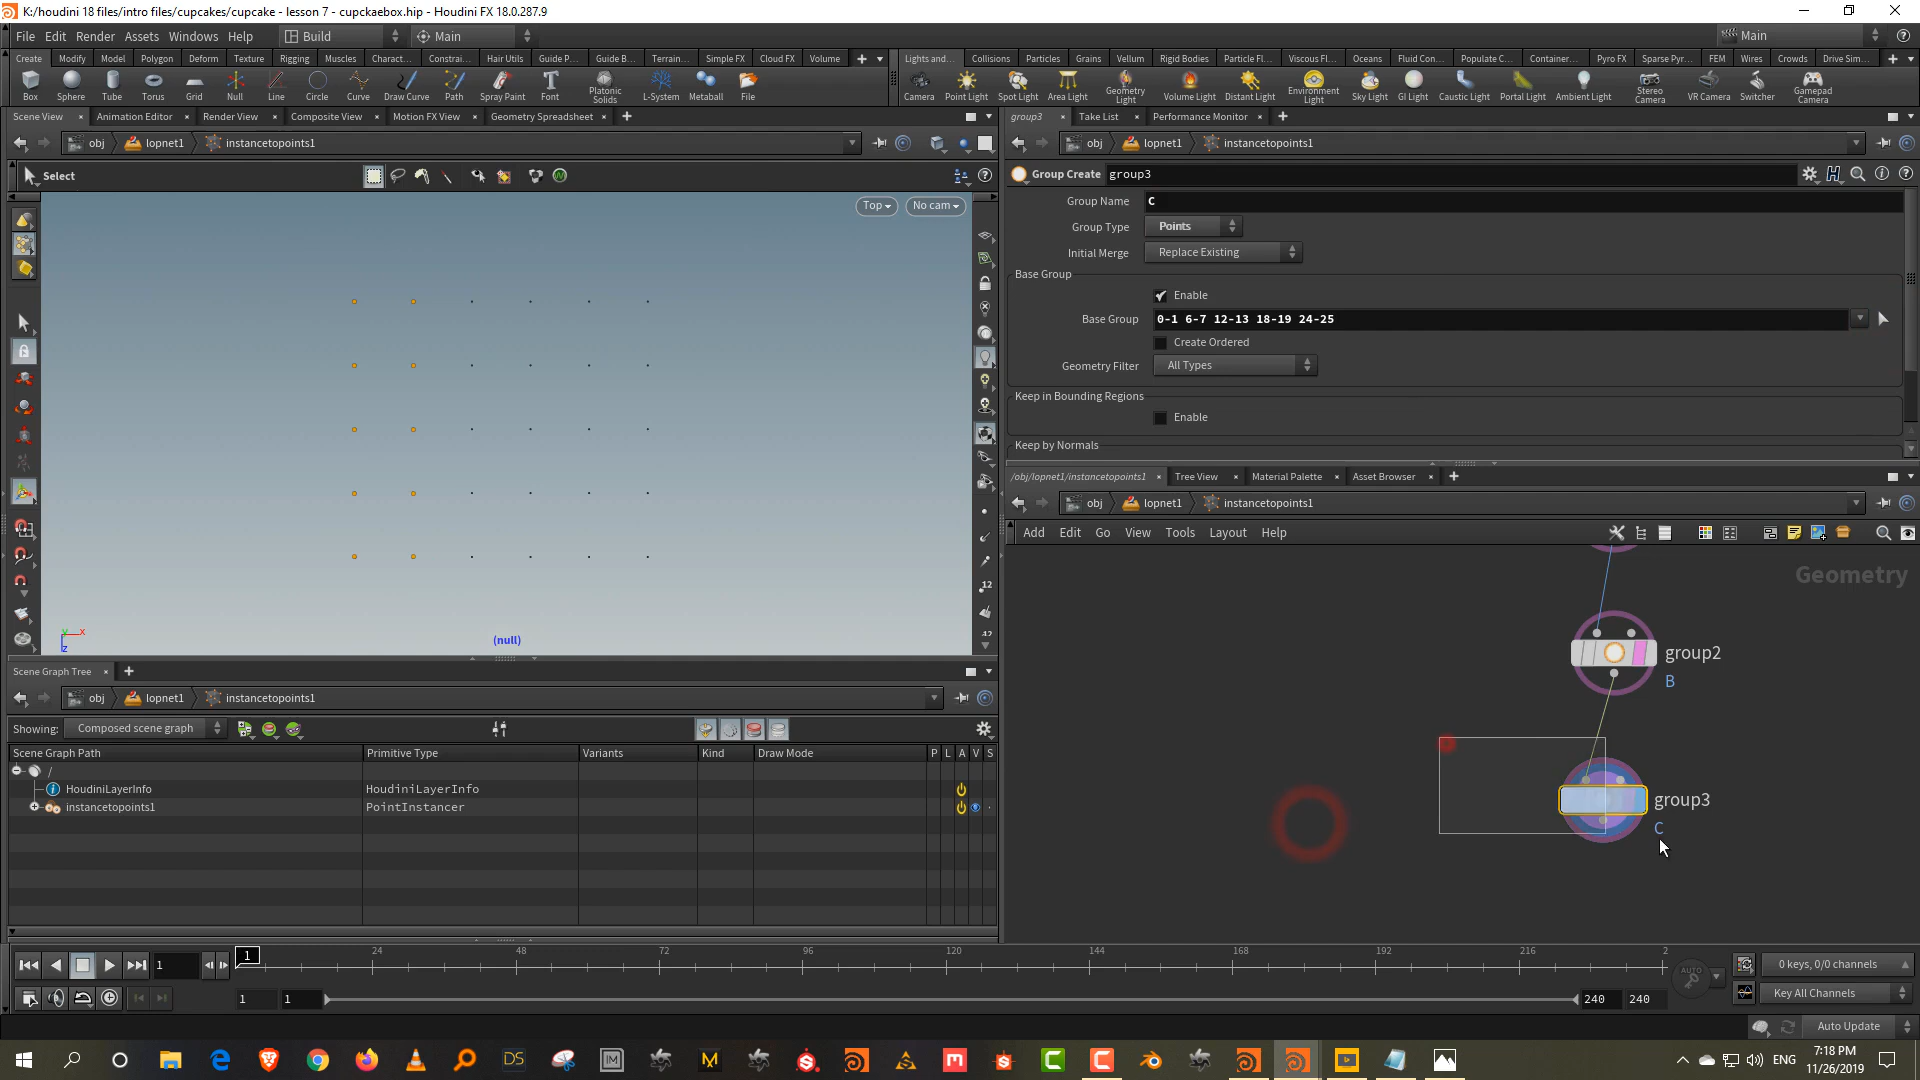 K:/houdini 18 files/intro files/cupcakes/cupcake - lesson 7 - cupckaebox.hip - Houdini FX 18.0.287.9
File Edit Render Assets Windows Help Build Main Main
Create Modify Model Polygon Deform Texture Rigging Muscles Charact... Constrai... Hair Utils Guide P... Guide B... Terrain... Simple FX Cloud FX Volume
Lights and... Collisions Particles Grains Vellum Rigid Bodies Particle Fl... Viscous Fl... Oceans Fluid Con... Populate C... Container... Pyro FX Sparse Pyr... FEM Wires Crowds Drive Sim...
Box Sphere Tube Torus Grid Null Line Circle Curve Draw Curve Path Spray Paint Font Platonic Solids L-System Metaball File
Camera Point Light Spot Light Area Light Geometry Light Volume Light Distant Light Environment Light Sky Light GI Light Caustic Light Portal Light Ambient Light Stereo Camera VR Camera Switcher Gamepad Camera
Scene View Animation Editor Render View Composite View Motion FX View Geometry Spreadsheet
group3 Take List Performance Monitor
obj lopnet1 instancetopoints1
obj lopnet1 instancetopoints1
Select
Group Create group3
Top No cam
Group Name C
Group Type Points
Initial Merge Replace Existing
Base Group
Enable
Base Group 0-1 6-7 12-13 18-19 24-25
Create Ordered
Geometry Filter All Types
Keep in Bounding Regions
Enable
Keep by Normals
/obj/lopnet1/instancetopoints1 Tree View Material Palette Asset Browser
obj lopnet1 instancetopoints1
Add Edit Go View Tools Layout Help
Geometry
group2
B
group3
C
12
x
z
(null)
Scene Graph Tree
obj lopnet1 instancetopoints1
Showing: Composed scene graph
Scene Graph Path Primitive Type Variants Kind Draw Mode P L A V S
/
HoudiniLayerInfo HoudiniLayerInfo
instancetopoints1 PointInstancer
1 1 24 48 72 96 120 144 168 192 216 2
AUTO
0 keys, 0/0 channels
1 1 240 240
Key All Channels
Auto Update
ENG
7:18 PM
11/26/2019